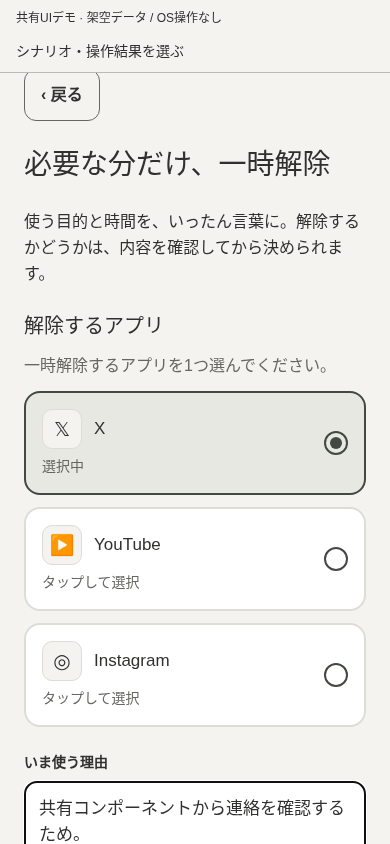 共有UIデモ · 架空データ / OS操作なし
シナリオ・操作結果を選ぶ
‹ 戻る
必要な分だけ、一時解除
使う目的と時間を、いったん言葉に。解除する
かどうかは、内容を確認してから決められま
す。
解除するアプリ
一時解除するアプリを1つ選んでください。
𝕏 X
選択中
YouTube
タップして選択
Instagram
タップして選択
いま使う理由
共有コンポーネントから連絡を確認する
ため。